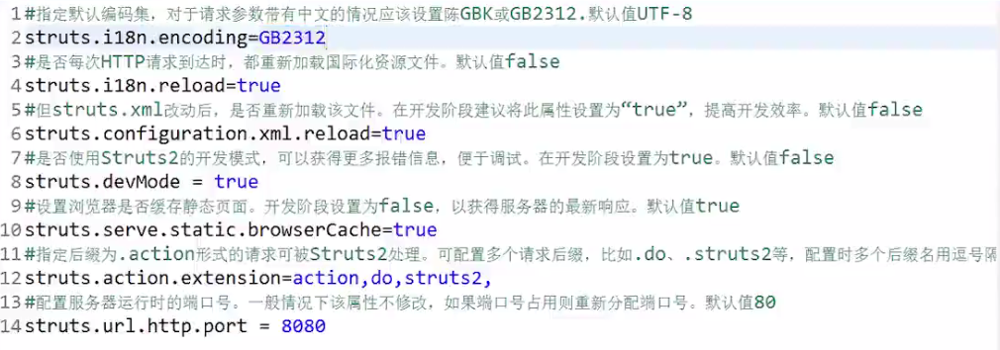 1 #指定默认编码集，对于请求参数带有中文的情况应该设置陈GBK或GB2312.默认值UTF-8
2 struts.i18n.encoding=GB2312
3 #是否每次HTTP请求到达时，都重新加载国际化资源文件。默认值false
4 struts.i18n.reload=true
5 #但struts.xml改动后，是否重新加载该文件。在开发阶段建议将此属性设置为“true”，提高开发效率。默认值false
6 struts.configuration.xml.reload=true
7 #是否使用Struts2的开发模式，可以获得更多报错信息，便于调试。在开发阶段设置为true。默认值false
8 struts.devMode = true
9 #设置浏览器是否缓存静态页面。开发阶段设置为false，以获得服务器的最新响应。默认值true
10 struts.serve.static.browserCache=true
11 #指定后缀为.action形式的请求可被Struts2处理。可配置多个请求后缀，比如.do、.struts2等，配置时多个后缀名用逗号隔
12 struts.action.extension=action,do,struts2,
13 #配置服务器运行时的端口号。一般情况下该属性不修改，如果端口号占用则重新分配端口号。默认值80
14 struts.url.http.port = 8080